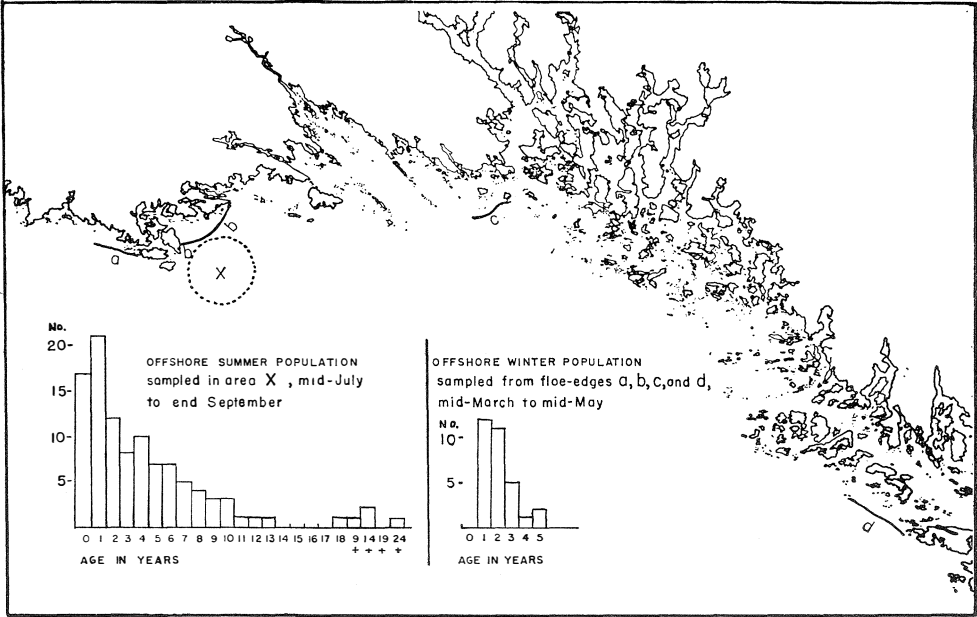 a
b
c
X
No.
20-
15-
10-
5-
OFFSHORE SUMMER POPULATION
sampled in area X , mid-July
to end September
0 1 2 3 4 5 6 7 8 9 10 11 12 13 14 15 16 17 18 9 14 19 24
+ + + +
AGE IN YEARS
OFFSHORE WINTER POPULATION
sampled from floe-edges a, b, c, and d,
mid-March to mid-May
No.
10-
5-
0 1 2 3 4 5
AGE IN YEARS
d